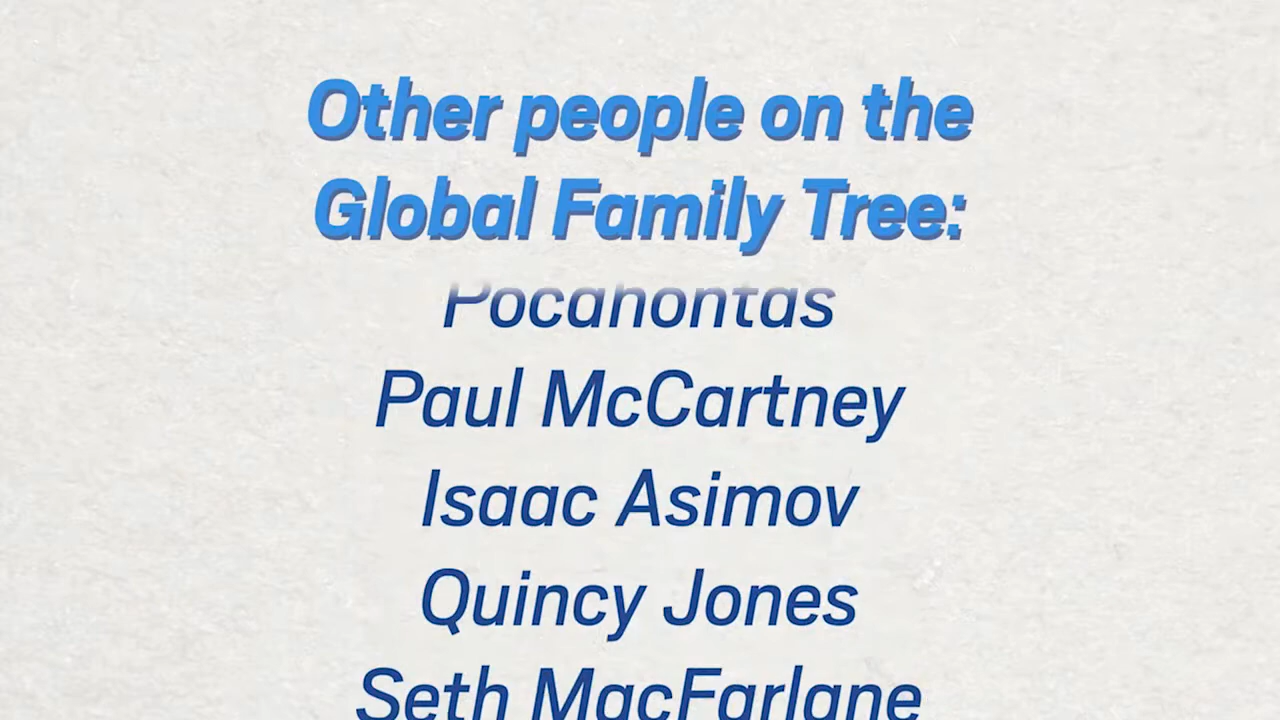 Other people on the
Global Family Tree:
Pocahontas
Paul McCartney
Isaac Asimov
Quincy Jones
Seth MacFarlane